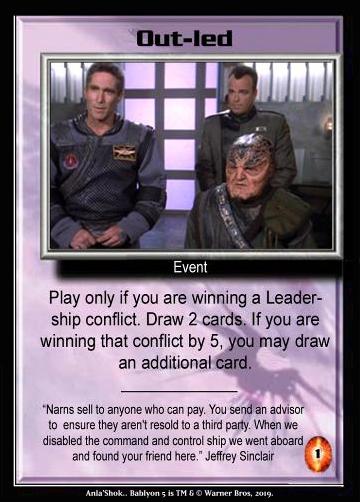 Out-led
Event
Play only if you are winning a Leader-
ship conflict. Draw 2 cards. If you are
winning that conflict by 5, you may draw
an additional card.
“Narns sell to anyone who can pay. You send an advisor
to ensure they aren't resold to a third party. When we
disabled the command and control ship we went aboard
and found your friend here.” Jeffrey Sinclair
1
Anla'Shok.. Bablyon 5 is TM & © Warner Bros, 2019.